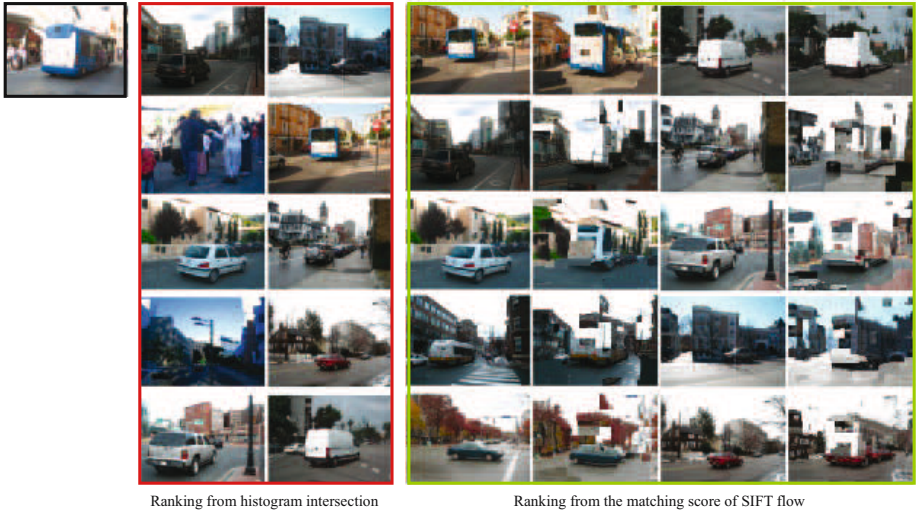 Ranking from histogram intersection
Ranking from the matching score of SIFT flow